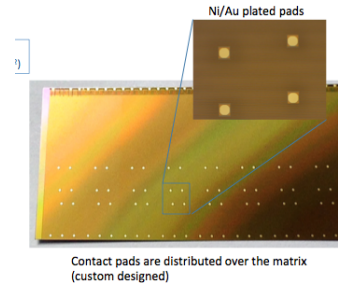 Ni/Au plated pads
?)
Contact pads are distributed over the matrix
(custom designed)